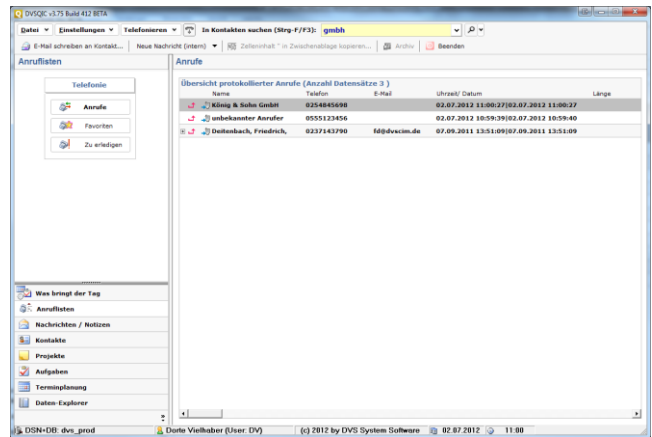 DVSQIC v3.75 Build 412 BETA
Datei Einstellungen Telefonieren In Kontakten suchen (Strg-F/F3): gmbh
E-Mail schreiben an Kontakt... Neue Nachricht (intern) Zelleninhalt '' in Zwischenablage kopieren... Archiv Beenden
Anruflisten Anrufe
Telefonie
Anrufe
Favoriten
Zu erledigen
Übersicht protokollierter Anrufe (Anzahl Datensätze 3 )
Name Telefon E-Mail Uhrzeit/ Datum Länge
König & Sohn GmbH 0254845698 02.07.2012 11:00:27|02.07.2012 11:00:27
unbekannter Anrufer 0555123456 02.07.2012 10:59:39|02.07.2012 10:59:40
Deitenbach, Friedrich, 0237143790 fd@dvscim.de 07.09.2011 13:51:09|07.09.2011 13:51:09
Was bringt der Tag
Anruflisten
Nachrichten / Notizen
Kontakte
Projekte
Aufgaben
Terminplanung
Daten-Explorer
DSN+DB: dvs_prod Dorte Vielhaber (User: DV) (c) 2012 by DVS System Software 02.07.2012 11:00